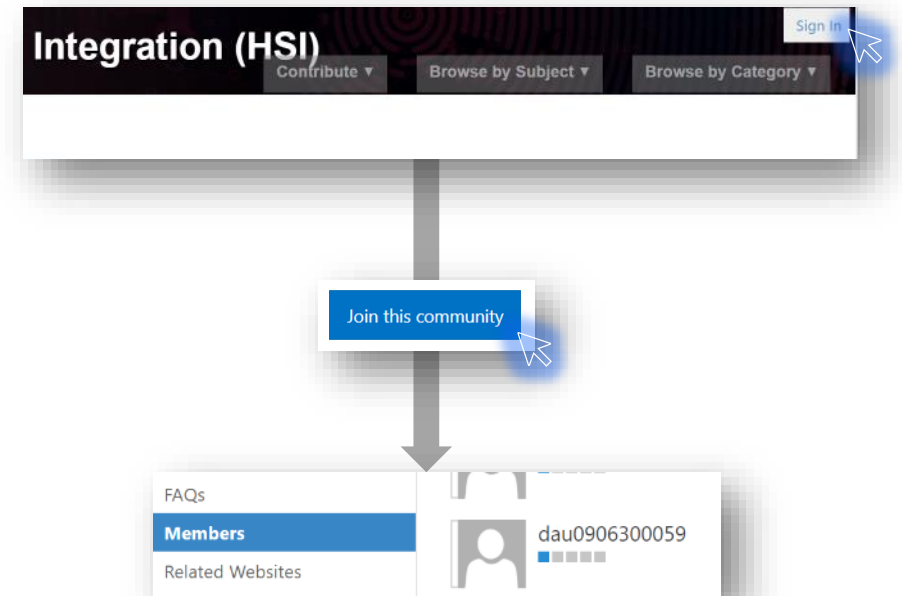 Sign In
Integration (HSI)
Contribute ▼ Browse by Subject ▼ Browse by Category ▼
Join this community
FAQs
Members
dau0906300059
Related Websites